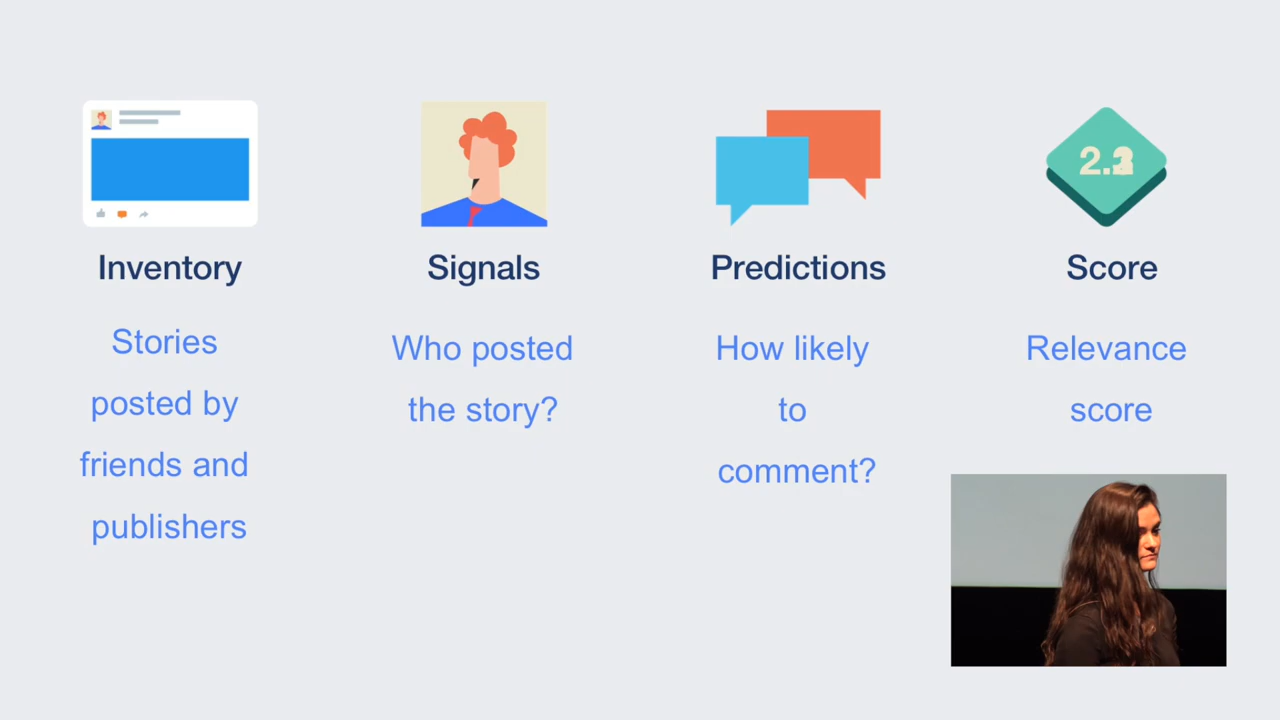 Inventory
Stories
posted by
friends and
publishers
Signals
Who posted
the story?
Predictions
How likely
to
comment?
Score
Relevance
score